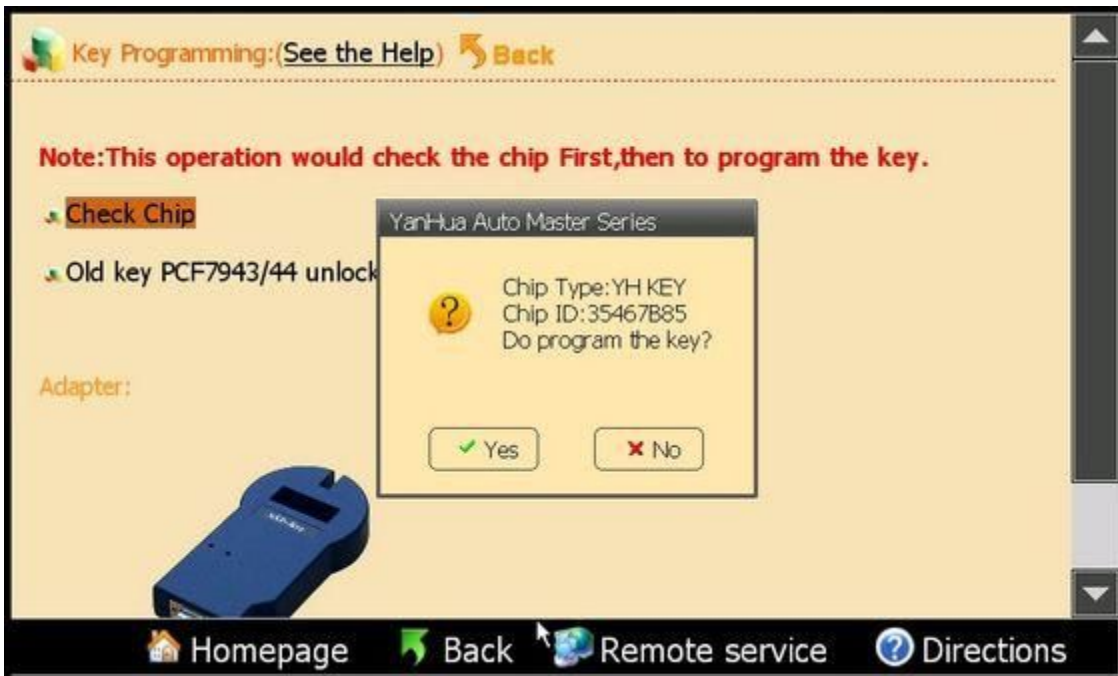 Key Programming:(See the Help) Back
Note:This operation would check the chip First,then to program the key.
Check Chip
Old key PCF7943/44 unlock
YanHua Auto Master Series
Chip Type:YH KEY
Chip ID:35467B85
Do program the key?
Yes No
Adapter:
Homepage Back Remote service Directions